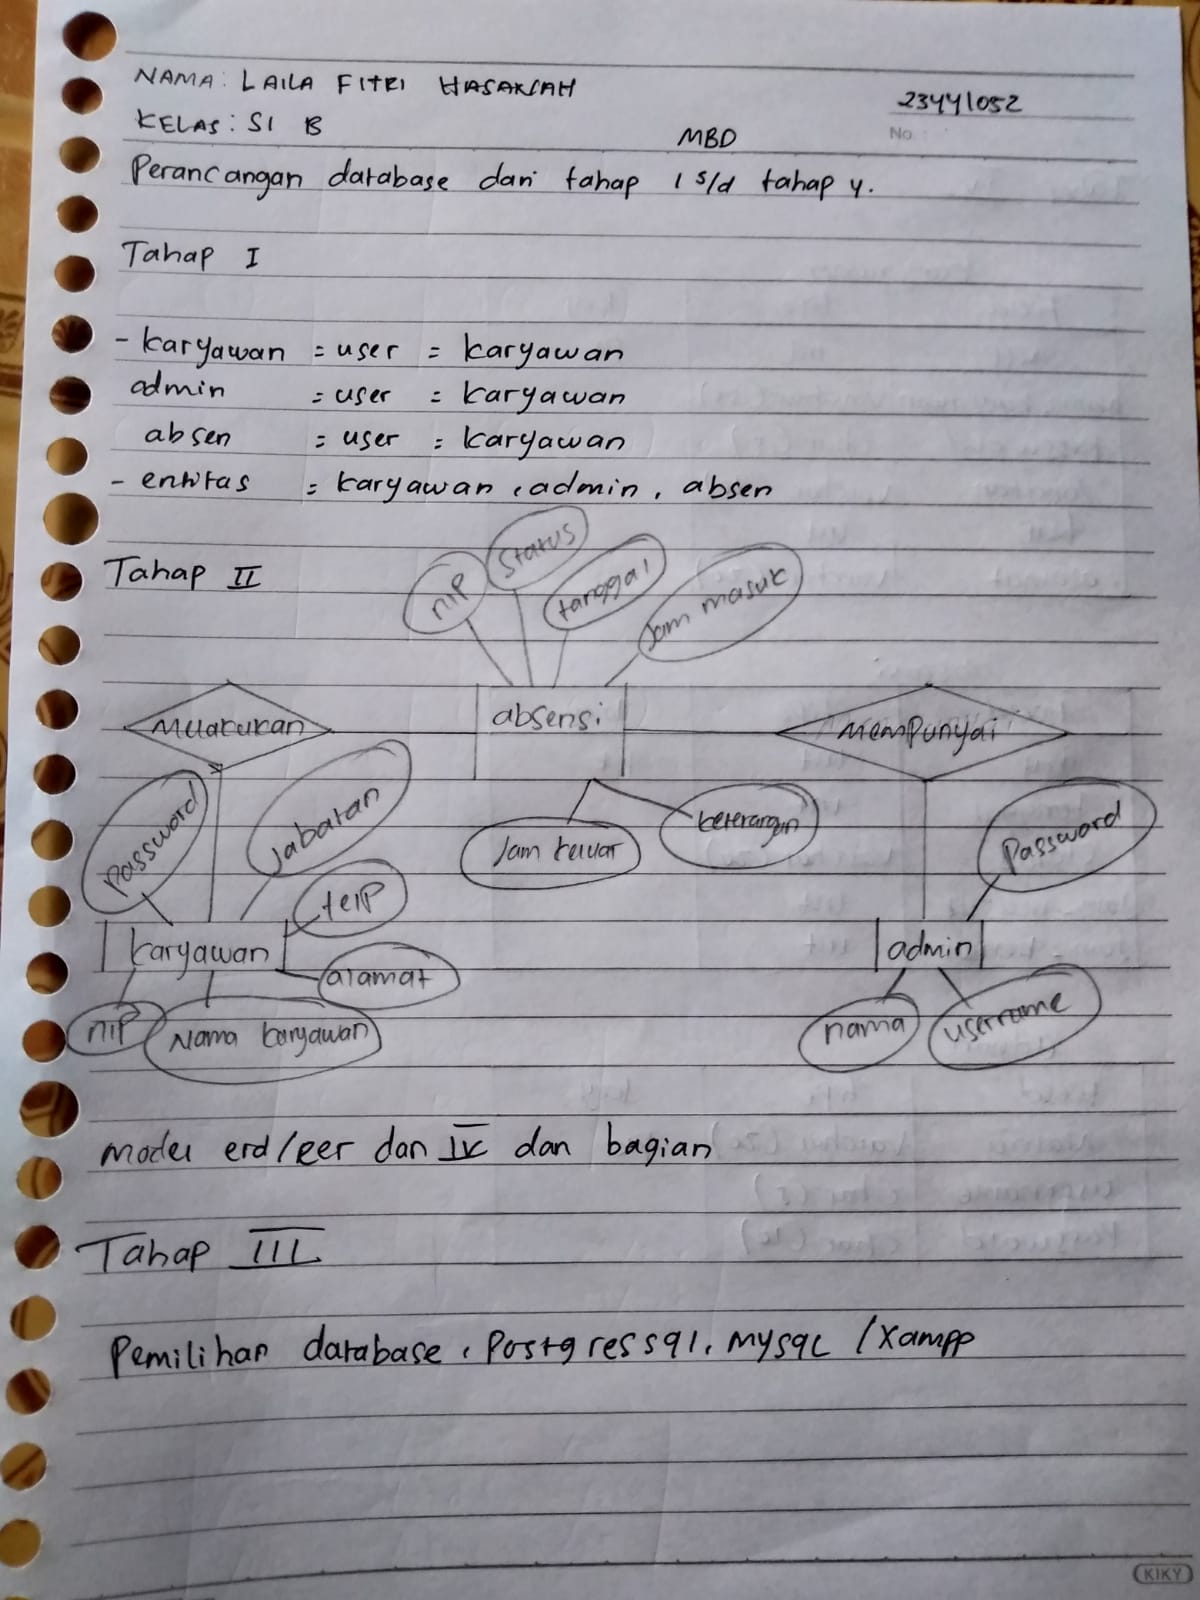 NAMA: LAILA FITRI HASANAH
23441052
KELAS: SI B
MBD
No. :
Perancangan database dari tahap 1 s/d tahap 4.
Tahap I
- karyawan = user = karyawan
admin = user = karyawan
absen = user = karyawan
- entitas = karyawan, admin, absen
Tahap II
nip
Status
tanggal
Jam masuk
Melakukan
absensi
Mempunyai
Password
Jabatan
Jam keluar
keterangan
Password
telp
karyawan
admin
alamat
nip
Nama karyawan
nama
username
model erd/eer dan IV dan bagian
Tahap III
Pemilihan database, Postgressql, Mysql /Xampp
KIKY